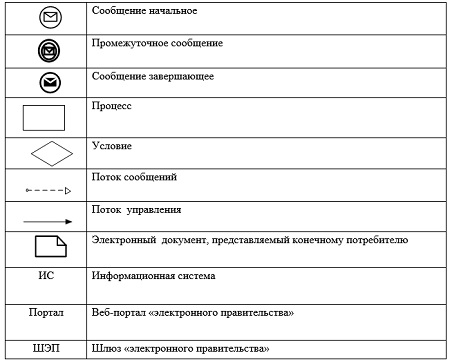 Сообщение начальное
Промежуточное сообщение
Сообщение завершающее
Процесс
Условие
Поток сообщений
Поток управления
Электронный документ, представляемый конечному потребителю
ИС Информационная система
Портал Веб-портал «электронного правительства»
ШЭП Шлюз «электронного правительства»